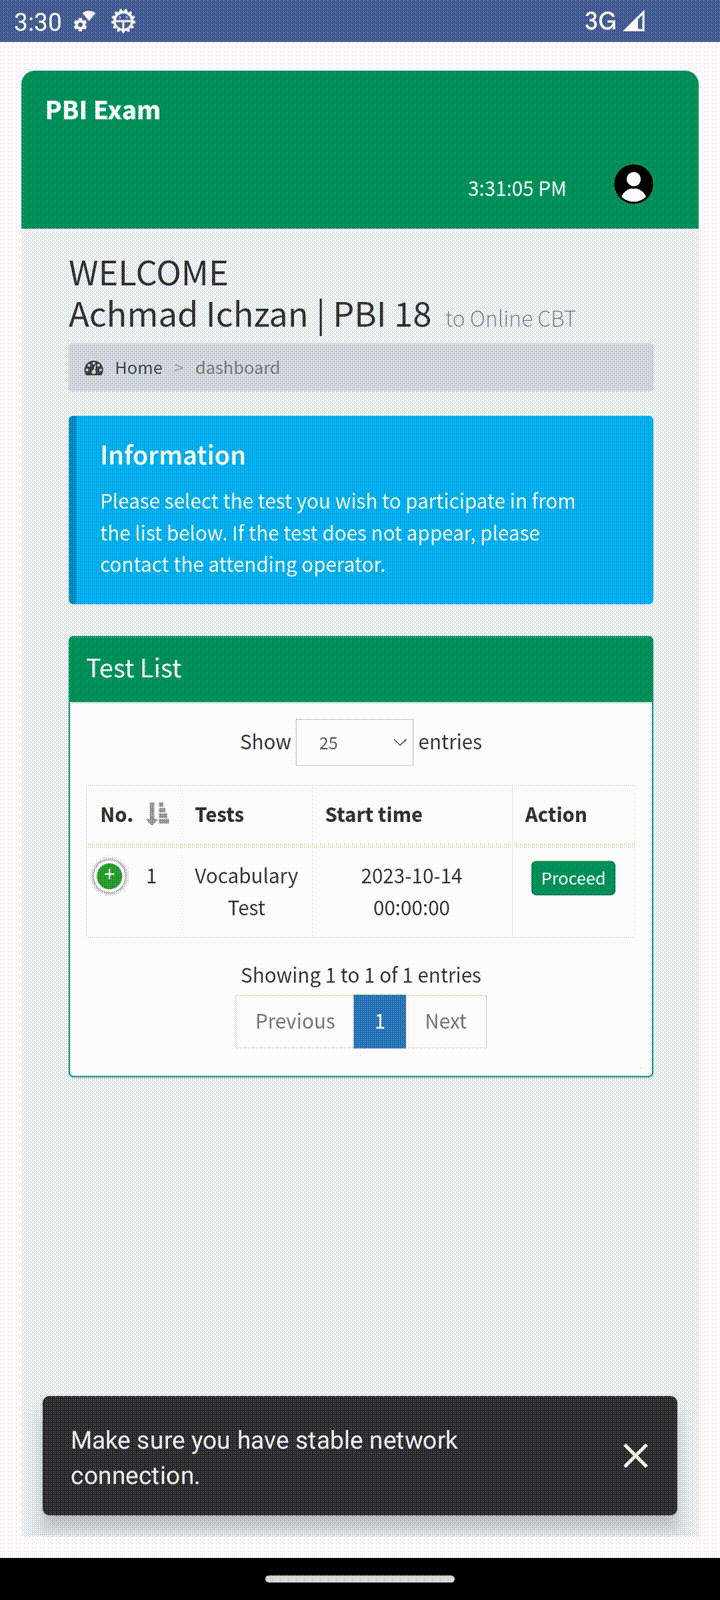 3:30 3G
PBI Exam
3:31:05 PM
WELCOME
Achmad Ichzan | PBI 18 to Online CBT
Home > dashboard
Information
Please select the test you wish to participate in from
the list below. If the test does not appear, please
contact the attending operator.
Test List
Show 25 entries
No. Tests Start time Action
1 Vocabulary 2023-10-14 Proceed
Test 00:00:00
Showing 1 to 1 of 1 entries
Previous 1 Next
Make sure you have stable network
connection.